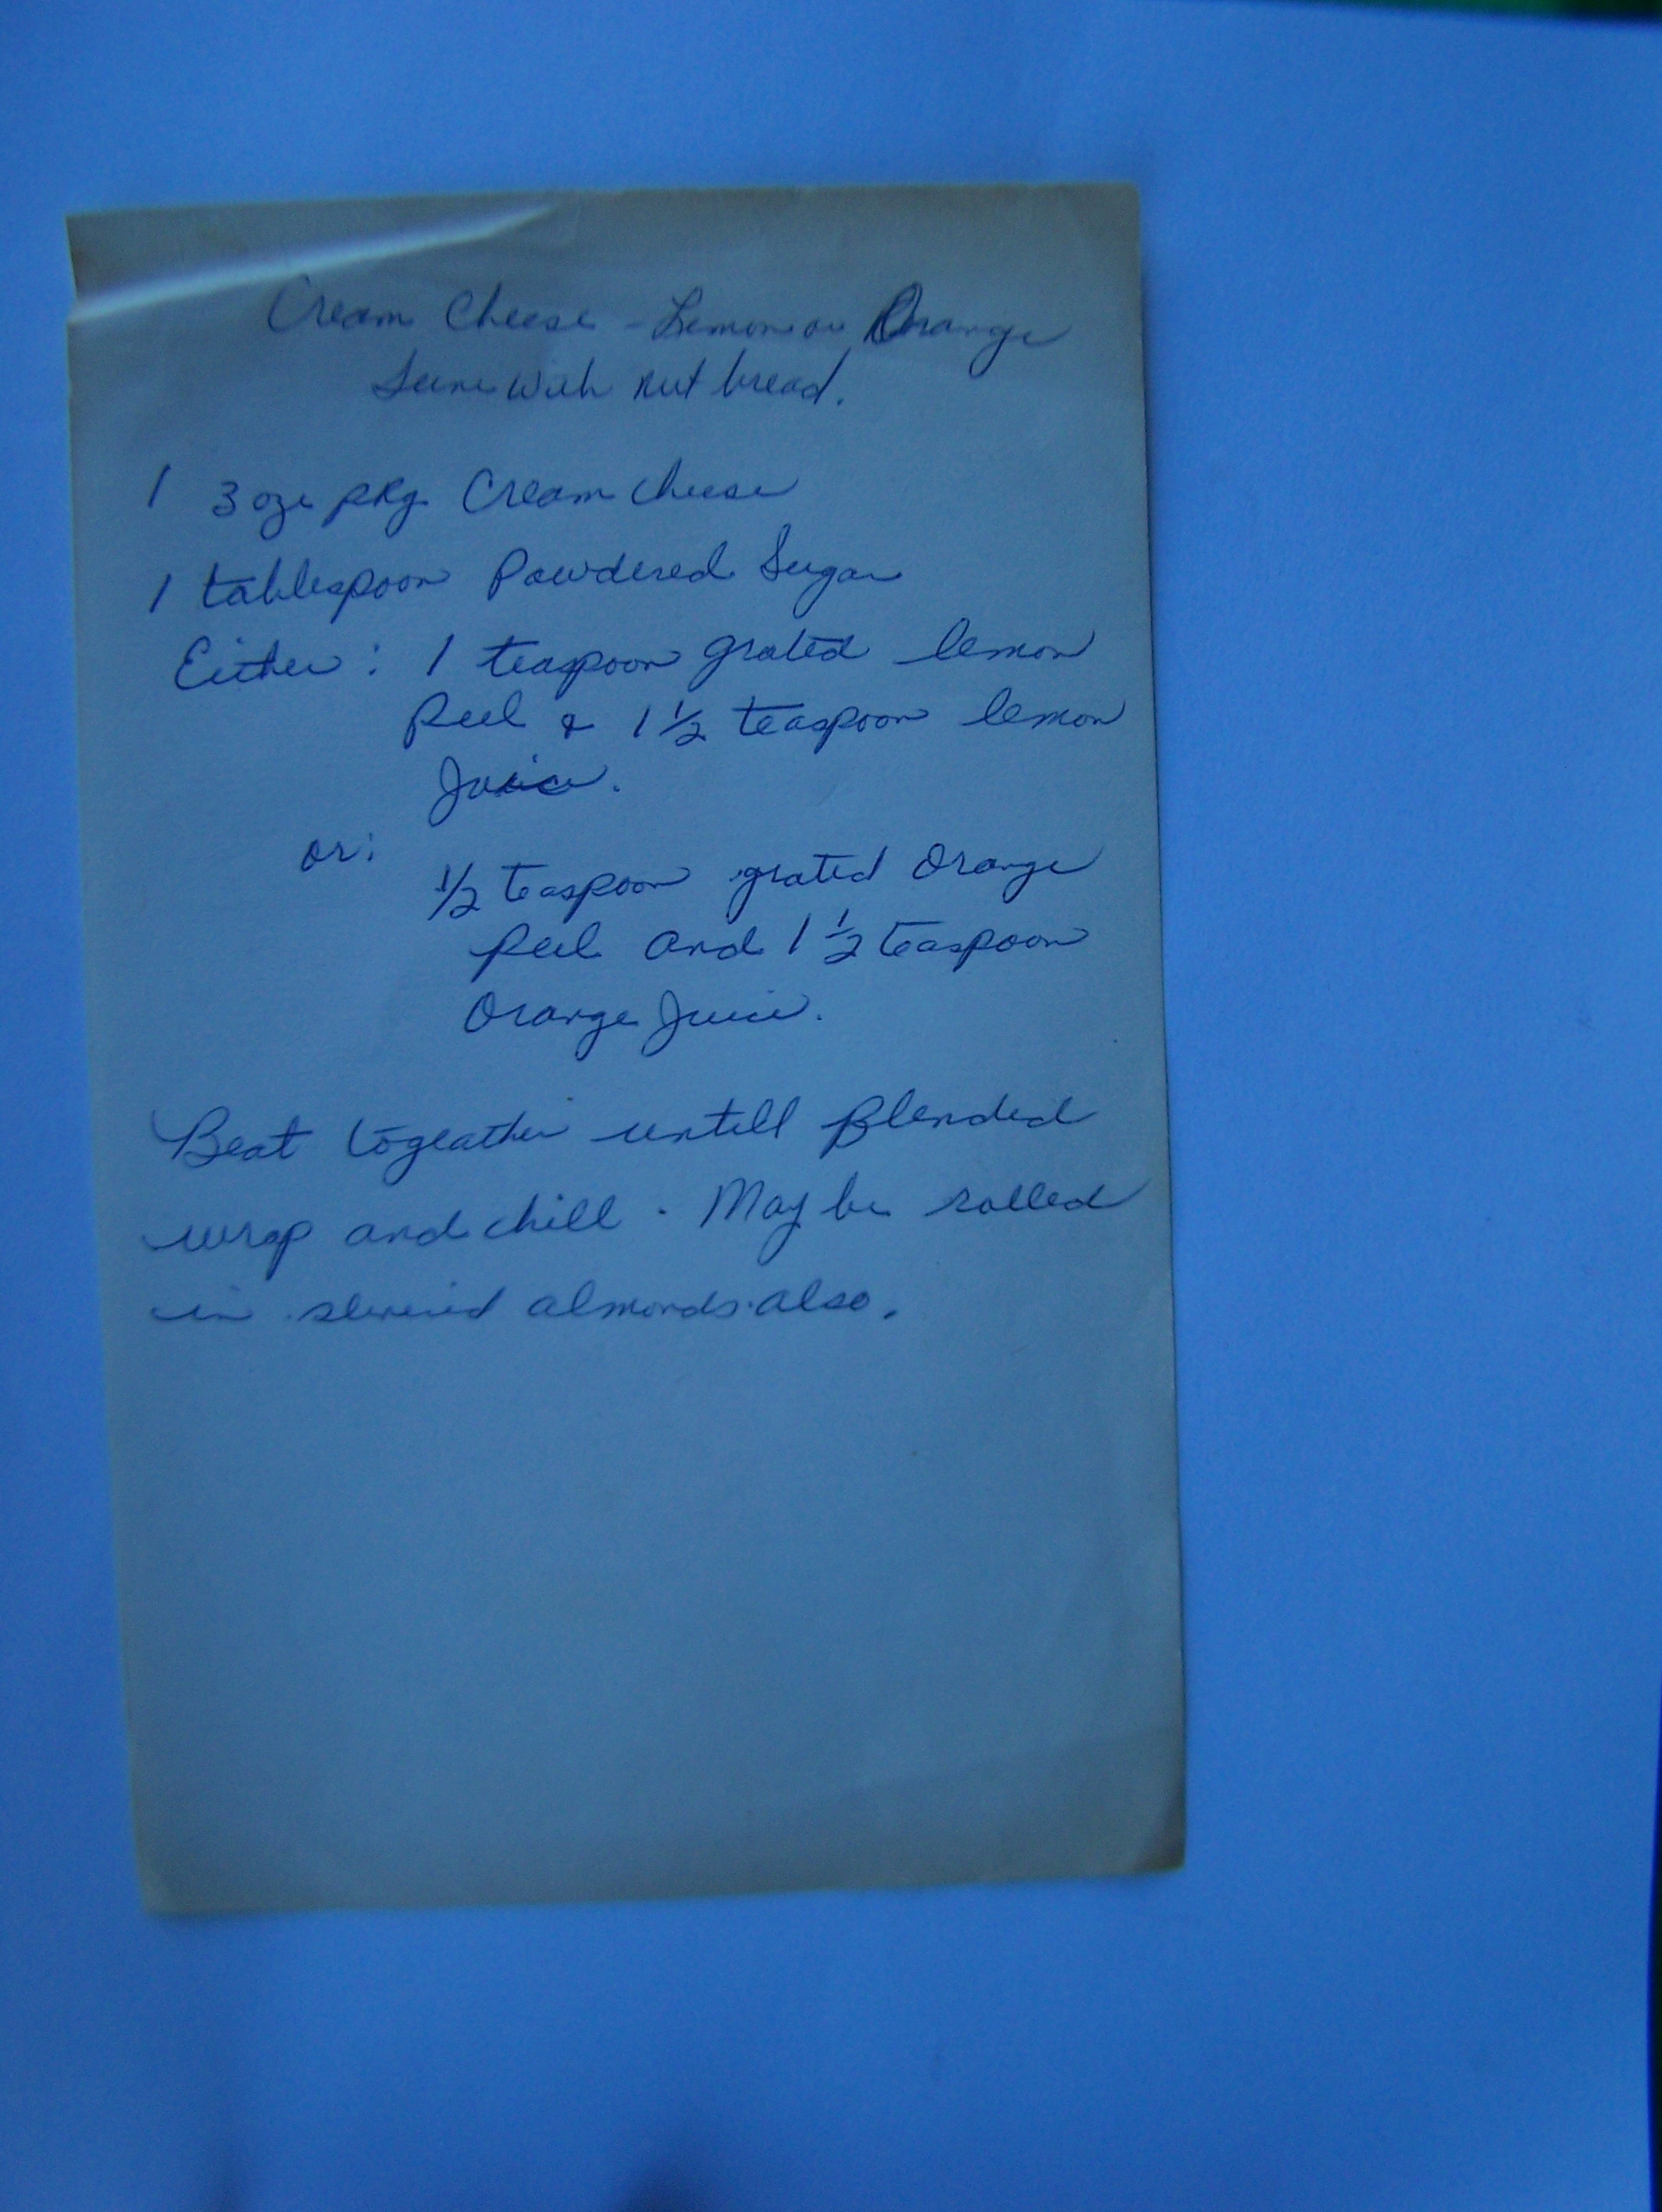 Cream Cheese - Lemon or Orange
Serve with nut bread.
1 3 oz. pkg. Cream cheese
1 tablespoon Powdered Sugar
Either: 1 teaspoon grated lemon
peel & 1 1/2 teaspoon lemon
Juice.
or:
1/2 teaspoon grated Orange
peel and 1 1/2 teaspoon
Orange Juice.
Beat togeather untill Blended
wrap and chill. May be rolled
in slivered almonds also.